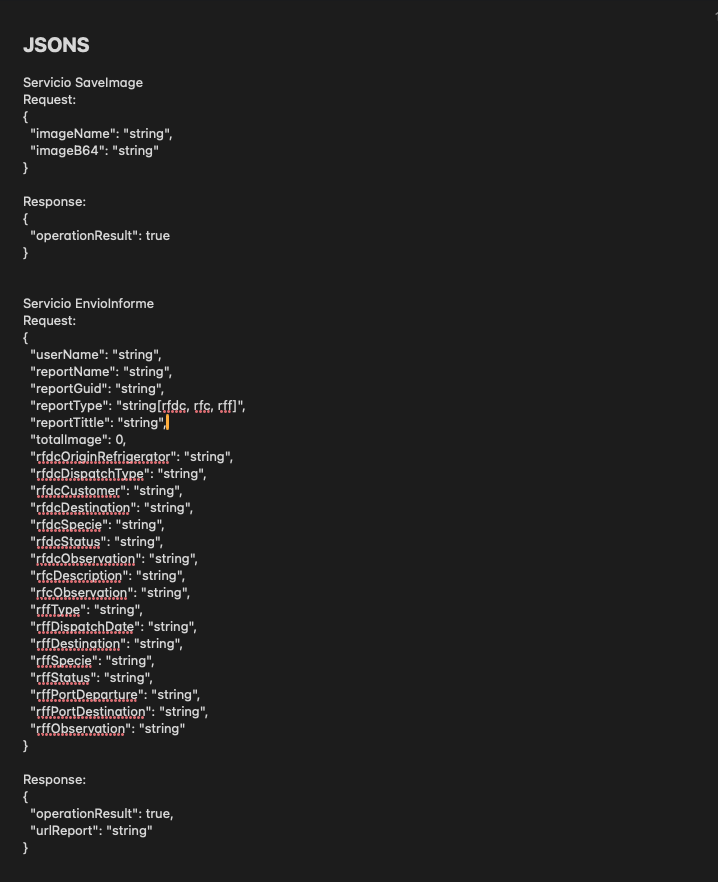 JSONS
Servicio SaveImage
Request:
{
"imageName": "string",
"imageB64": "string"
}
Response:
{
"operationResult": true
}
Servicio EnvioInforme
Request:
{
"userName": "string",
"reportName": "string",
"reportGuid": "string",
"reportType": "string[rfdc, rfc, rff]",
"reportTittle": "string",
"totalImage": 0,
"rfdcOriginRefrigerator": "string",
"rfdcDispatchType": "string",
"rfdcCustomer": "string",
"rfdcDestination": "string",
"rfdcSpecie": "string",
"rfdcStatus": "string",
"rfdcObservation": "string",
"rfcDescription": "string",
"rfcObservation": "string",
"rffType": "string",
"rffDispatchDate": "string",
"rffDestination": "string",
"rffSpecie": "string",
"rffStatus": "string",
"rffPortDeparture": "string",
"rffPortDestination": "string",
"rffObservation": "string"
}
Response:
{
"operationResult": true,
"urlReport": "string"
}